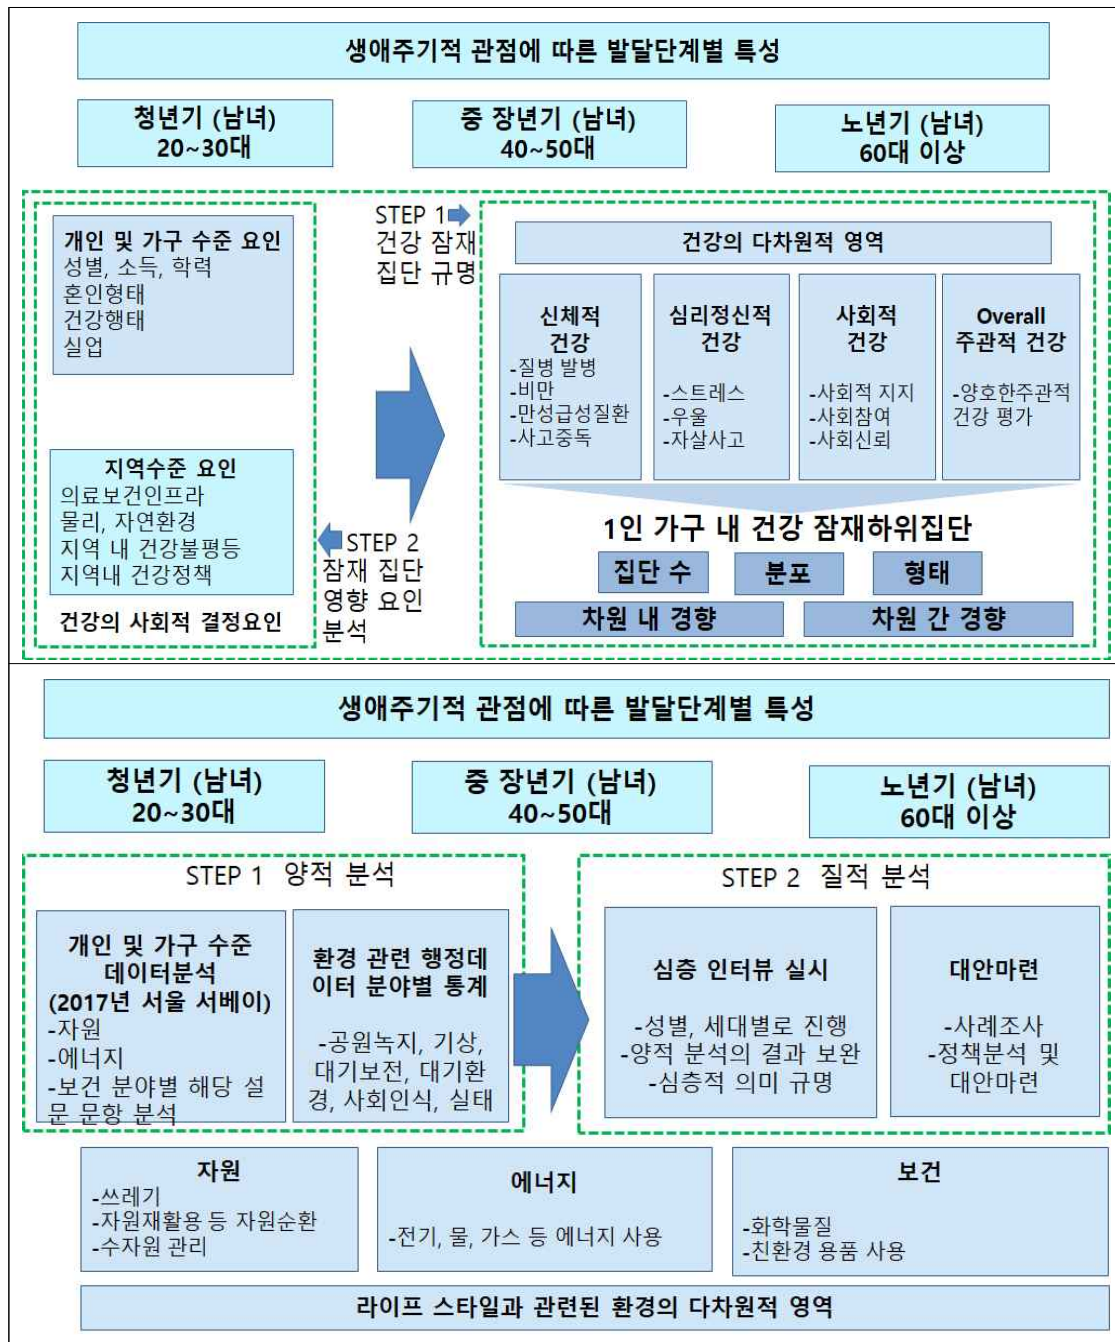 생애주기적 관점에 따른 발달단계별 특성
청년기 (남녀)
20~30대
중 장년기 (남녀)
40~50대
노년기 (남녀)
60대 이상
개인 및 가구 수준 요인
성별, 소득, 학력
혼인형태
건강행태
실업
지역수준 요인
의료보건인프라
물리, 자연환경
지역 내 건강불평등
지역내 건강정책
건강의 사회적 결정요인
STEP 1
건강 잠재
집단 규명
STEP 2
잠재 집단
영향 요인
분석
건강의 다차원적 영역
신체적
건강
-질병 발병
-비만
-만성급성질환
-사고중독
심리정신적
건강
-스트레스
-우울
-자살사고
사회적
건강
-사회적 지지
-사회참여
-사회신뢰
Overall
주관적 건강
-양호한주관적
건강 평가
1인 가구 내 건강 잠재하위집단
집단 수
분포
형태
차원 내 경향
차원 간 경향
생애주기적 관점에 따른 발달단계별 특성
청년기 (남녀)
20~30대
중 장년기 (남녀)
40~50대
노년기 (남녀)
60대 이상
STEP 1 양적 분석
개인 및 가구 수준
데이터분석
(2017년 서울 서베이)
-자원
-에너지
-보건 분야별 해당 설
문 문항 분석
환경 관련 행정데
이터 분야별 통계
-공원녹지, 기상,
대기보전, 대기환
경, 사회인식, 실태
STEP 2 질적 분석
심층 인터뷰 실시
-성별, 세대별로 진행
-양적 분석의 결과 보완
-심층적 의미 규명
대안마련
-사례조사
-정책분석 및
대안마련
자원
-쓰레기
-자원재활용 등 자원순환
-수자원 관리
에너지
-전기, 물, 가스 등 에너지 사용
보건
-화학물질
-친환경 용품 사용
라이프 스타일과 관련된 환경의 다차원적 영역